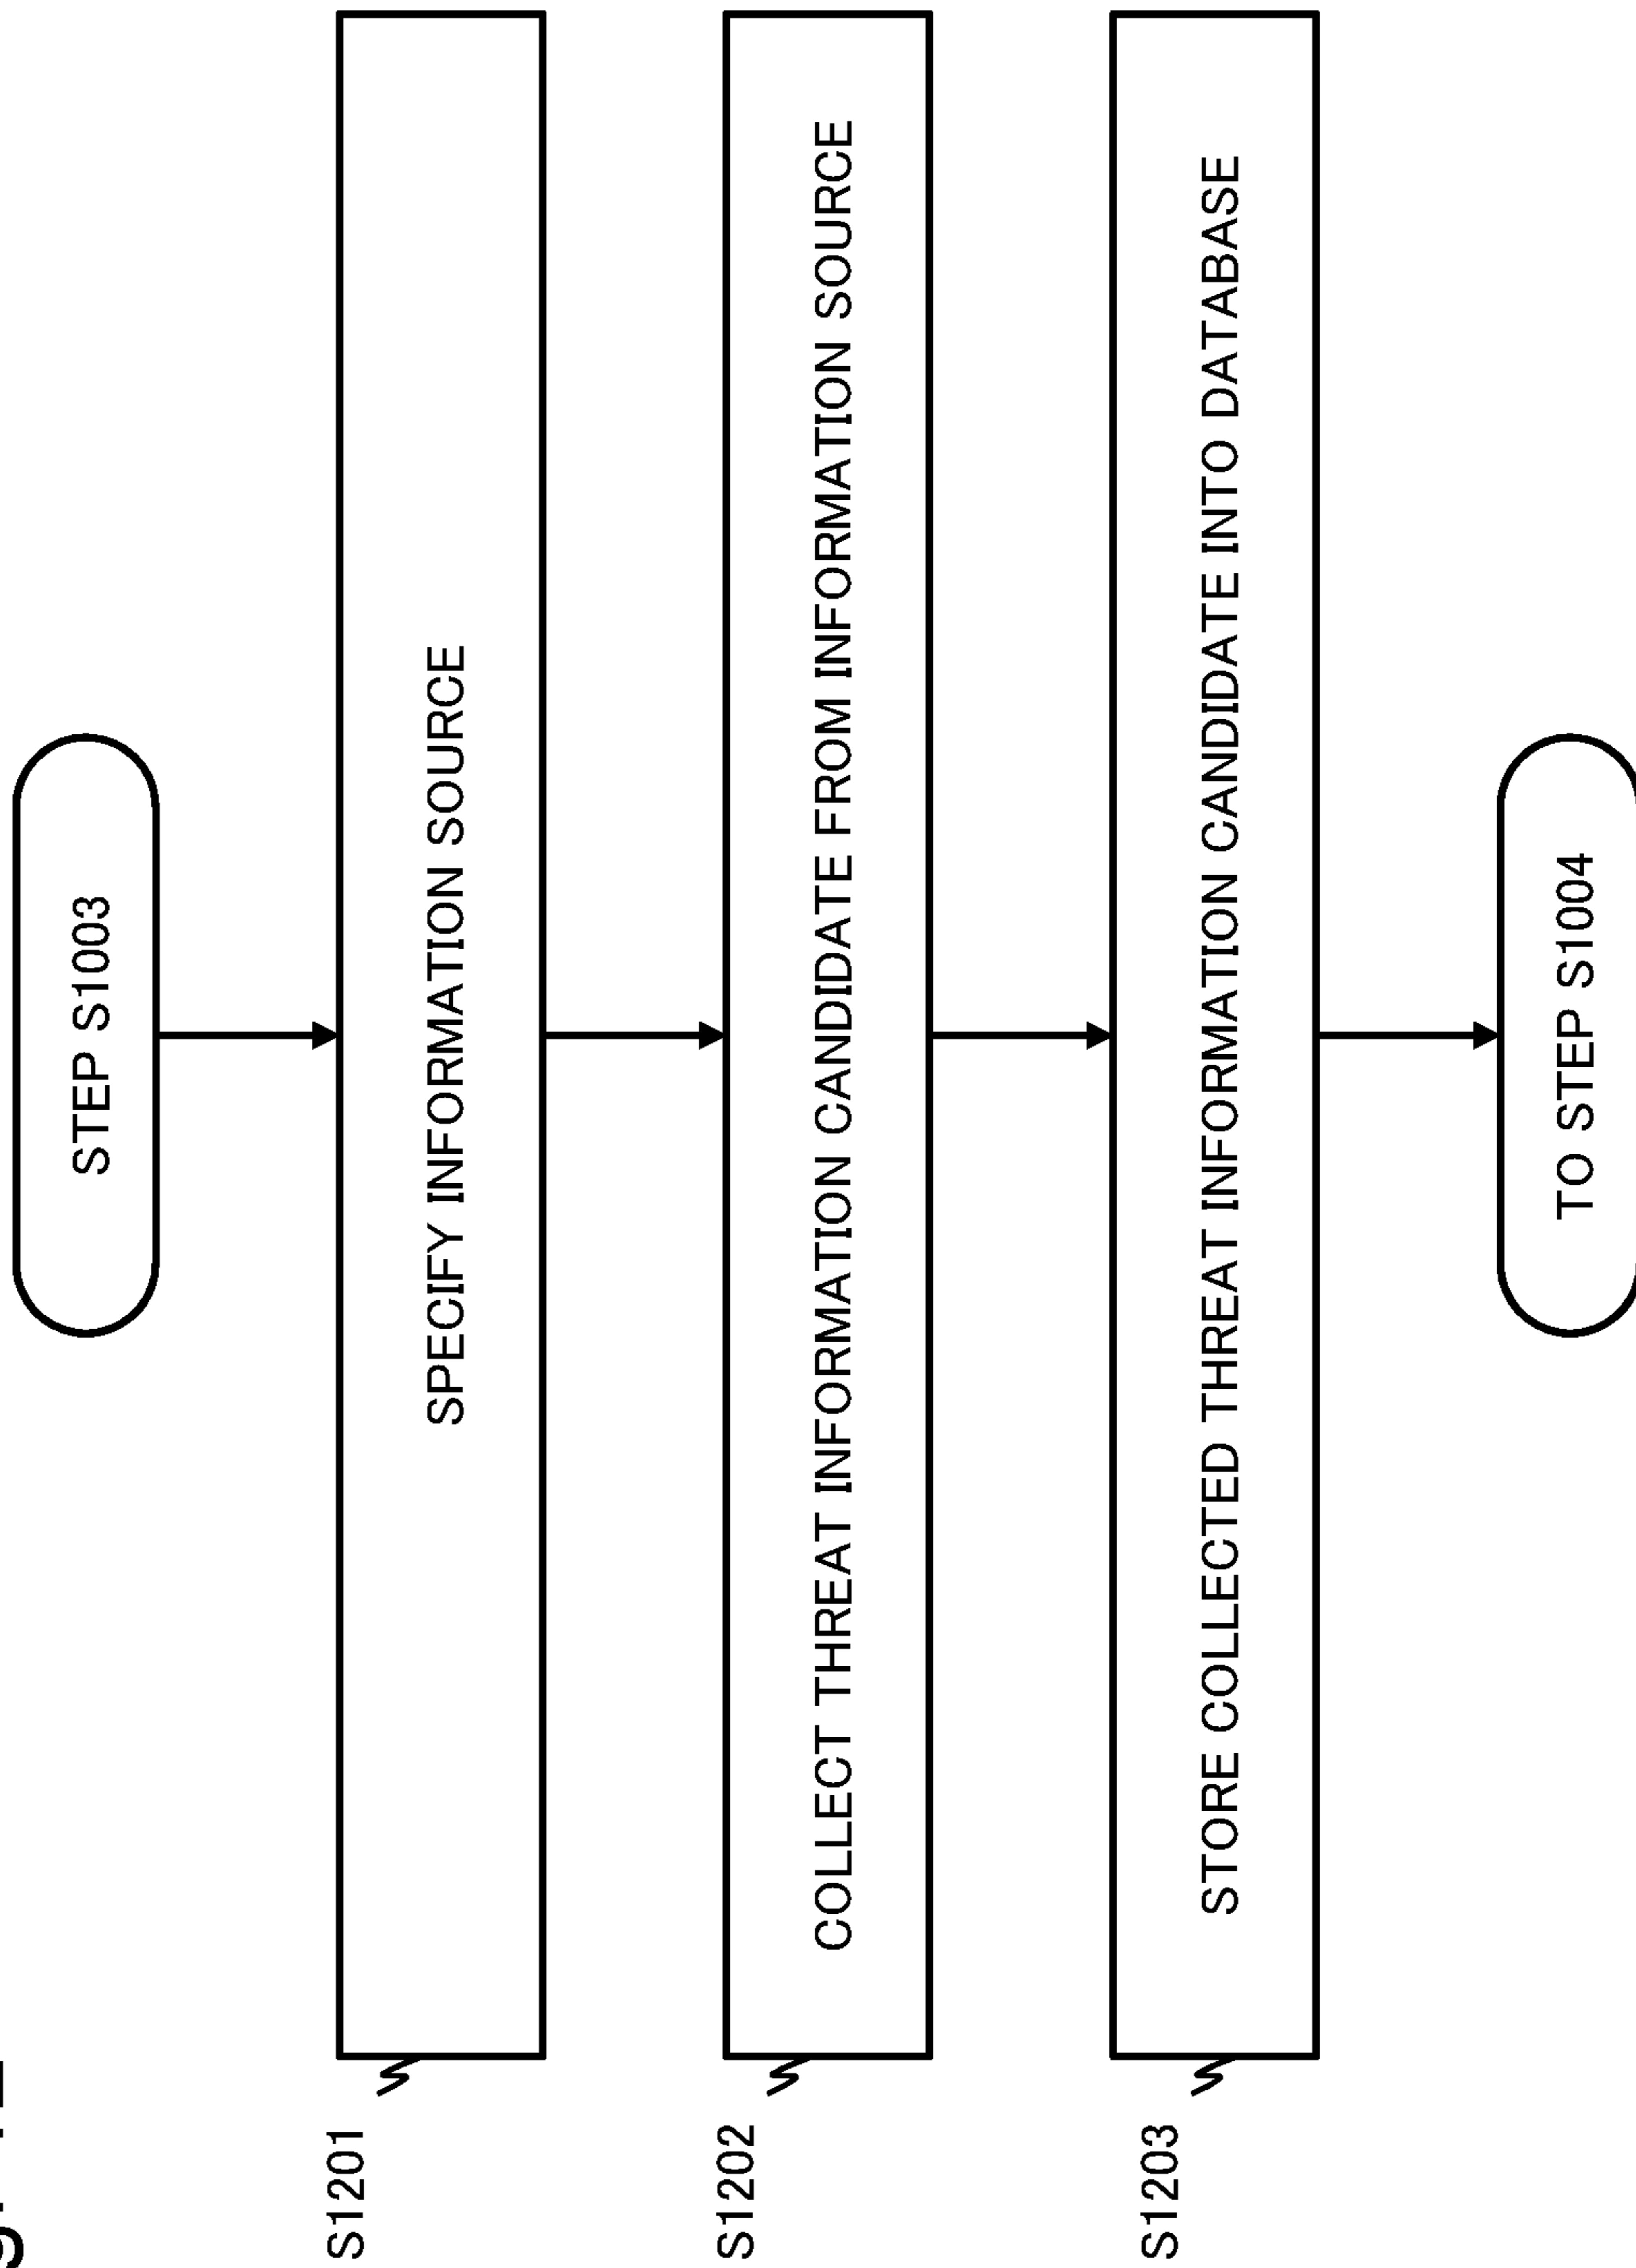 STEP S1003
S1201
SPECIFY INFORMATION SOURCE
S1202
COLLECT THREAT INFORMATION CANDIDATE FROM INFORMATION SOURCE
S1203
STORE COLLECTED THREAT INFORMATION CANDIDATE INTO DATABASE
TO STEP S1004